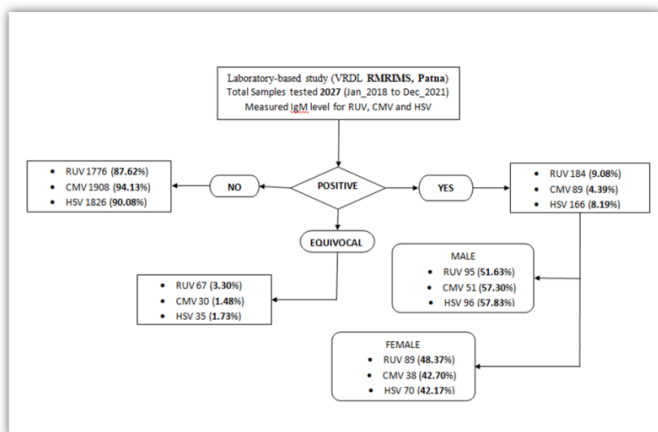 Laboratory-based study (VRDL RMRIMS, Patna)
Total Samples tested 2027 (Jan_2018 to Dec_2021)
Measured IgM level for RUV, CMV and HSV
• RUV 1776 (87.62%)
• CMV 1908 (94.13%)
• HSV 1826 (90.08%)
NO
POSITIVE
YES
• RUV 184 (9.08%)
• CMV 89 (4.39%)
• HSV 166 (8.19%)
EQUIVOCAL
• RUV 67 (3.30%)
• CMV 30 (1.48%)
• HSV 35 (1.73%)
MALE
• RUV 95 (51.63%)
• CMV 51 (57.30%)
• HSV 96 (57.83%)
FEMALE
• RUV 89 (48.37%)
• CMV 38 (42.70%)
• HSV 70 (42.17%)